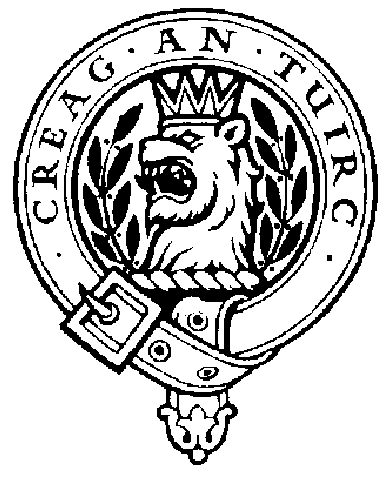 · CREAG · AN · TUIRC ·